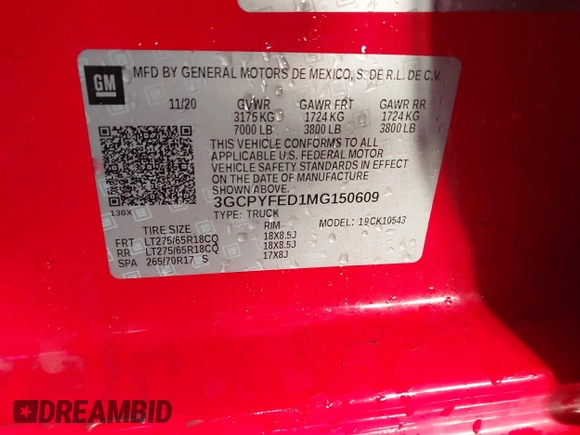 GM
MFD BY GENERAL MOTORS DE MEXICO, S. DE R.L. DE C.V.
11/20 GVWR GAWR FRT GAWR RR
3175 KG 1724 KG 1724 KG
7000 LB 3800 LB 3800 LB
THIS VEHICLE CONFORMS TO ALL
APPLICABLE U.S. FEDERAL MOTOR
VEHICLE SAFETY STANDARDS IN EFFECT
ON THE DATE OF MANUFACTURE
SHOWN ABOVE.
3GCPYFED1MG150609
TYPE: TRUCK MODEL: 19CK10543
130X
TIRE SIZE RIM
FRT LT275/65R18CQ 18X8.5J
RR LT275/65R18CQ 18X8.5J
SPA 265/70R17 S 17X8J
DREAMBID